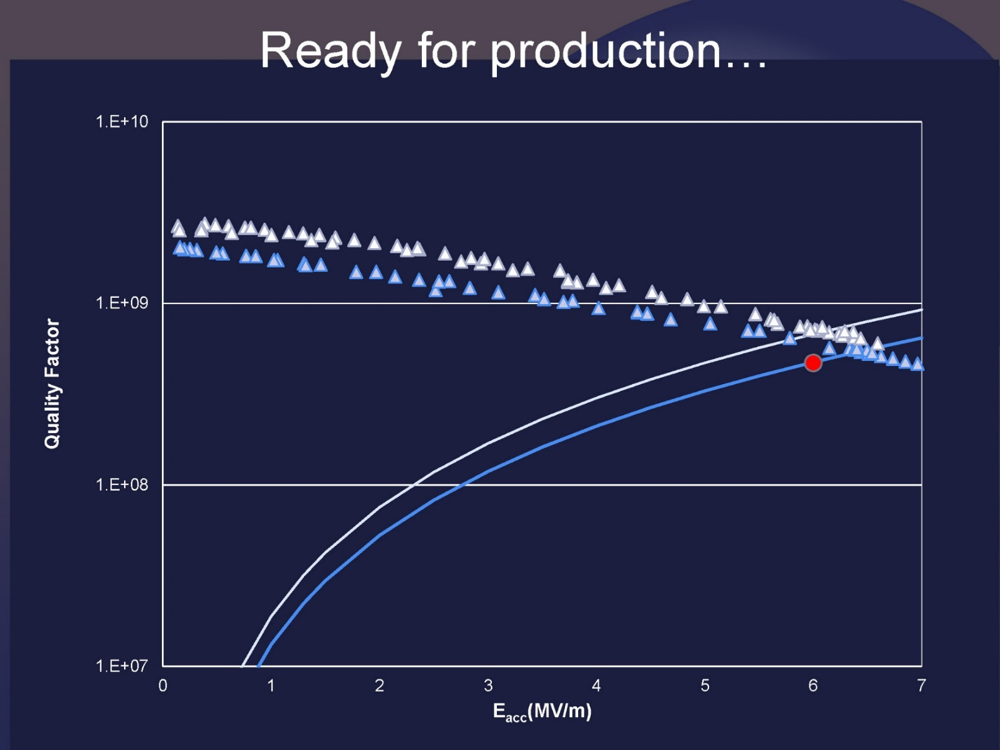 Ready for production…
1.E+10
1.E+09
1.E+08
1.E+07
Quality Factor
0 1 2 3 4 5 6 7
Eacc(MV/m)